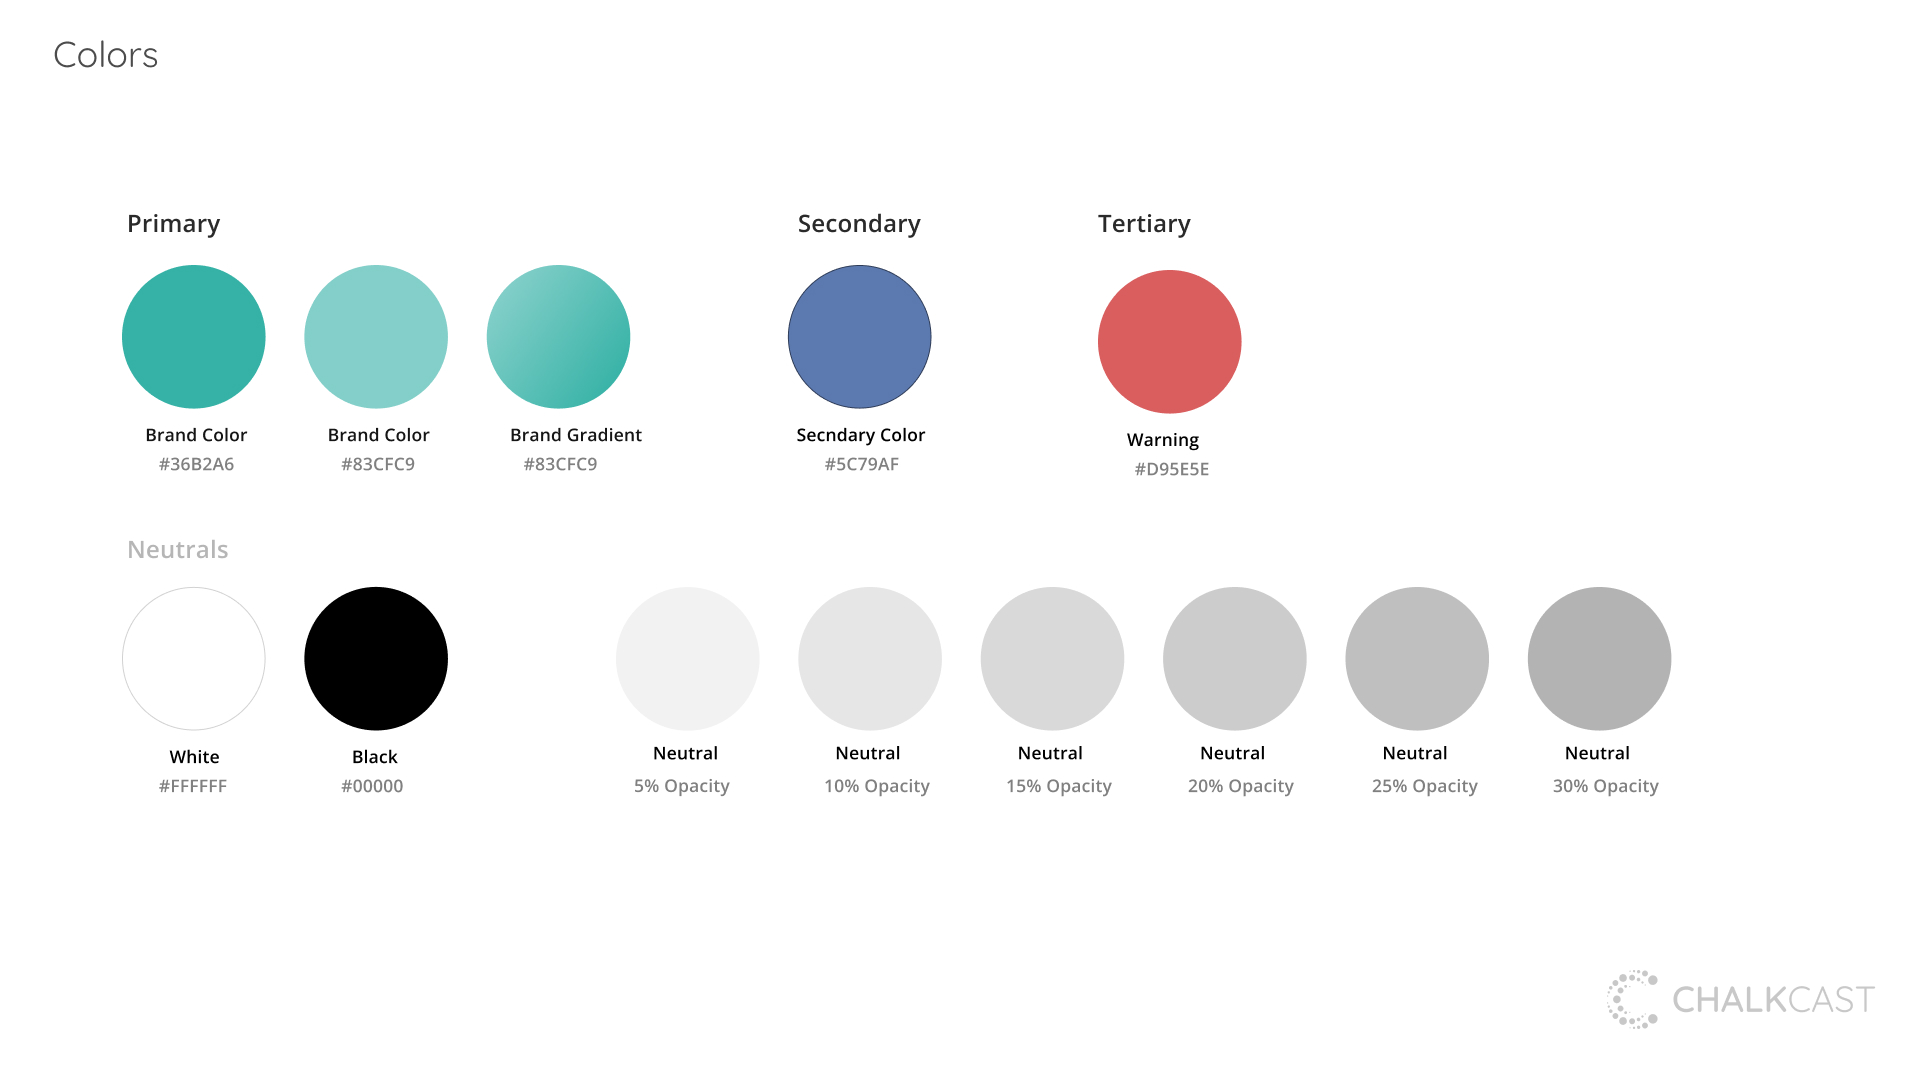 Colors
Primary
Secondary
Tertiary
Brand Color
Brand Color
Brand Gradient
Secndary Color
Warning
#36B2A6
#83CFC9
#83CFC9
#5C79AF
#D95E5E
Neutrals
White
Black
Neutral
Neutral
Neutral
Neutral
Neutral
Neutral
#FFFFFF
#00000
5% Opacity
10% Opacity
15% Opacity
20% Opacity
25% Opacity
30% Opacity
CHALKCAST